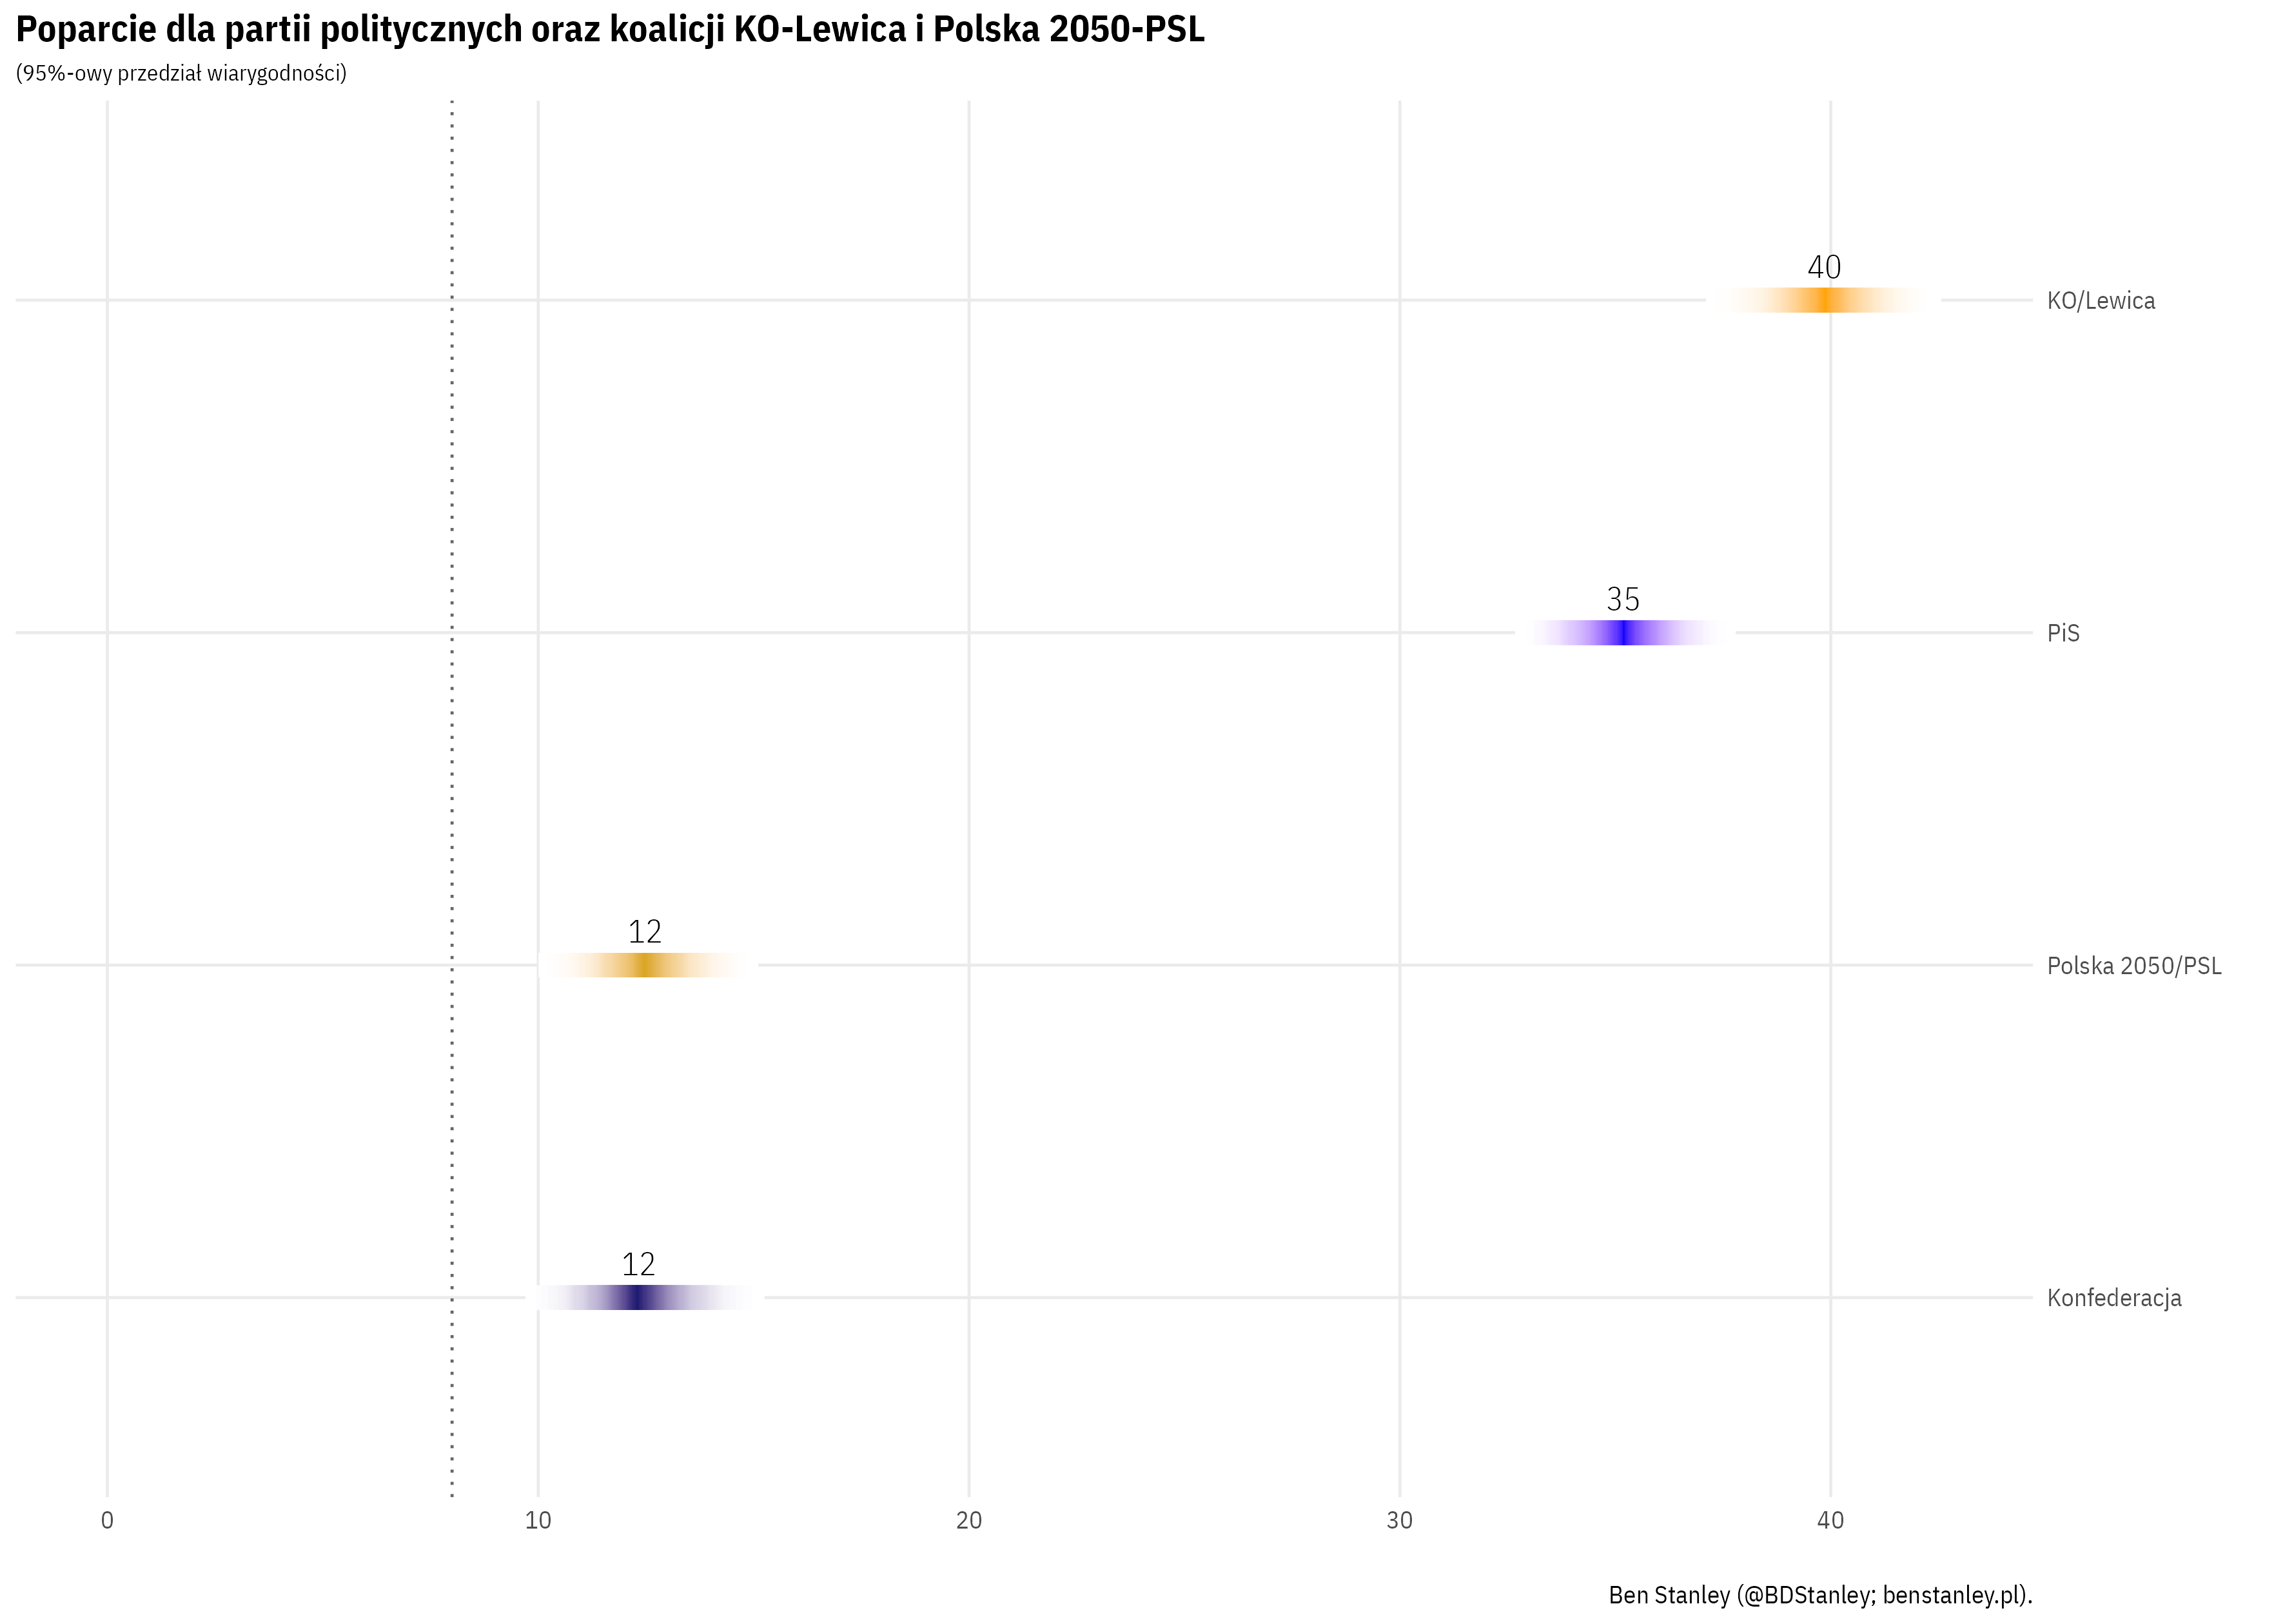 Poparcie dla partii politycznych oraz koalicji KO-Lewica i Polska 2050-PSL
(95%-owy przedział wiarygodności)
40
KO/Lewica
35
PiS
12
Polska 2050/PSL
12
Konfederacja
0 10 20 30 40
Ben Stanley (@BDStanley; benstanley.pl).